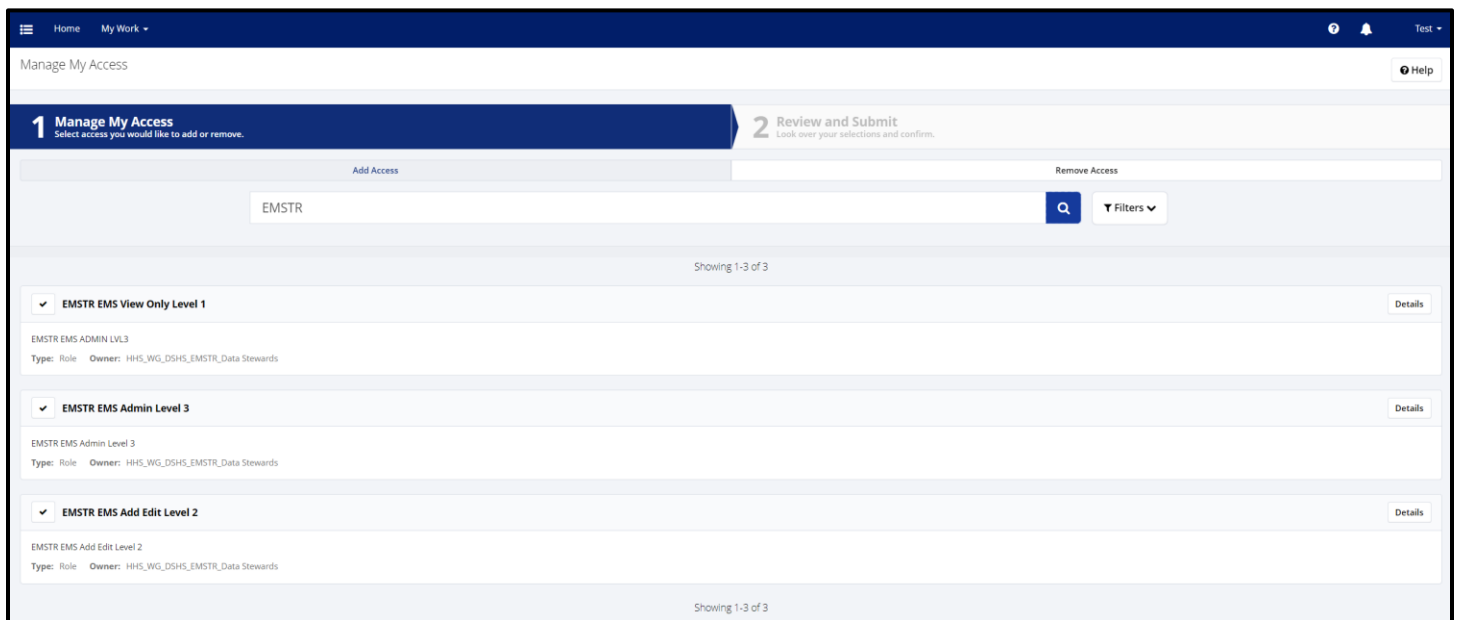 Home My Work Test
Manage My Access
Help
1 Manage My Access
Select access you would like to add or remove.
2 Review and Submit
Look over your selections and confirm.
Add Access Remove Access
EMSTR Filters
Showing 1-3 of 3
EMSTR EMS View Only Level 1 Details
EMSTR EMS ADMIN LVL3
Type: Role Owner: HHS_WG_DSHS_EMSTR_Data Stewards
EMSTR EMS Admin Level 3 Details
EMSTR EMS Admin Level 3
Type: Role Owner: HHS_WG_DSHS_EMSTR_Data Stewards
EMSTR EMS Add Edit Level 2 Details
EMSTR EMS Add Edit Level 2
Type: Role Owner: HHS_WG_DSHS_EMSTR_Data Stewards
Showing 1-3 of 3